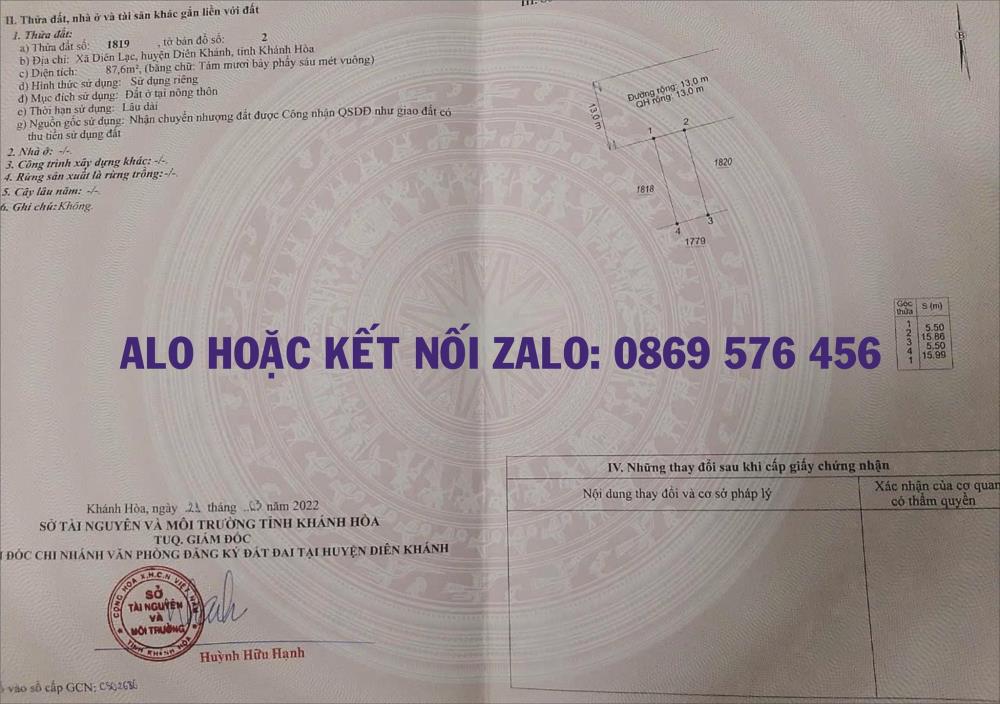 II. Thửa đất, nhà ở và tài sản khác gắn liền với đất
1. Thửa đất:
a) Thửa đất số: 1819 , tờ bản đồ số: 2
b) Địa chỉ: Xã Diên Lạc, huyện Diên Khánh, tỉnh Khánh Hòa
c) Diện tích: 87,6m², (bằng chữ: Tám mươi bảy phẩy sáu mét vuông)
d) Hình thức sử dụng: Sử dụng riêng
đ) Mục đích sử dụng: Đất ở tại nông thôn
e) Thời hạn sử dụng: Lâu dài
g) Nguồn gốc sử dụng: Nhận chuyển nhượng đất được Công nhận QSDĐ như giao đất có
thu tiền sử dụng đất
2. Nhà ở: -/-.
3. Công trình xây dựng khác: -/-.
4. Rừng sản xuất là rừng trồng: -/-.
5. Cây lâu năm: -/-.
6. Ghi chú: Không.
III.
B
Đường rộng: 13,0 m
QH rộng: 13,0 m
13,0 m
1
2
1820
1818
4
3
1779
Góc thửa S (m)
1
5.50
2
15.86
3
5.50
4
15.99
1
ALO HOẶC KẾT NỐI ZALO: 0869 576 456
IV. Những thay đổi sau khi cấp giấy chứng nhận
Nội dung thay đổi và cơ sở pháp lý
Xác nhận của cơ quan
có thẩm quyền
Khánh Hòa, ngày tháng 03 năm 2022
SỞ TÀI NGUYÊN VÀ MÔI TRƯỜNG TỈNH KHÁNH HÒA
TUQ. GIÁM ĐỐC
ĐỐC CHI NHÁNH VĂN PHÒNG ĐĂNG KÝ ĐẤT ĐAI TẠI HUYỆN DIÊN KHÁNH
CỘNG HÒA X.H.C.N VIỆT NAM
SỞ
TÀI NGUYÊN
VÀ
MÔI TRƯỜNG
TỈNH KHÁNH HÒA
Huỳnh Hữu Hạnh
vào sổ cấp GCN: CS02686